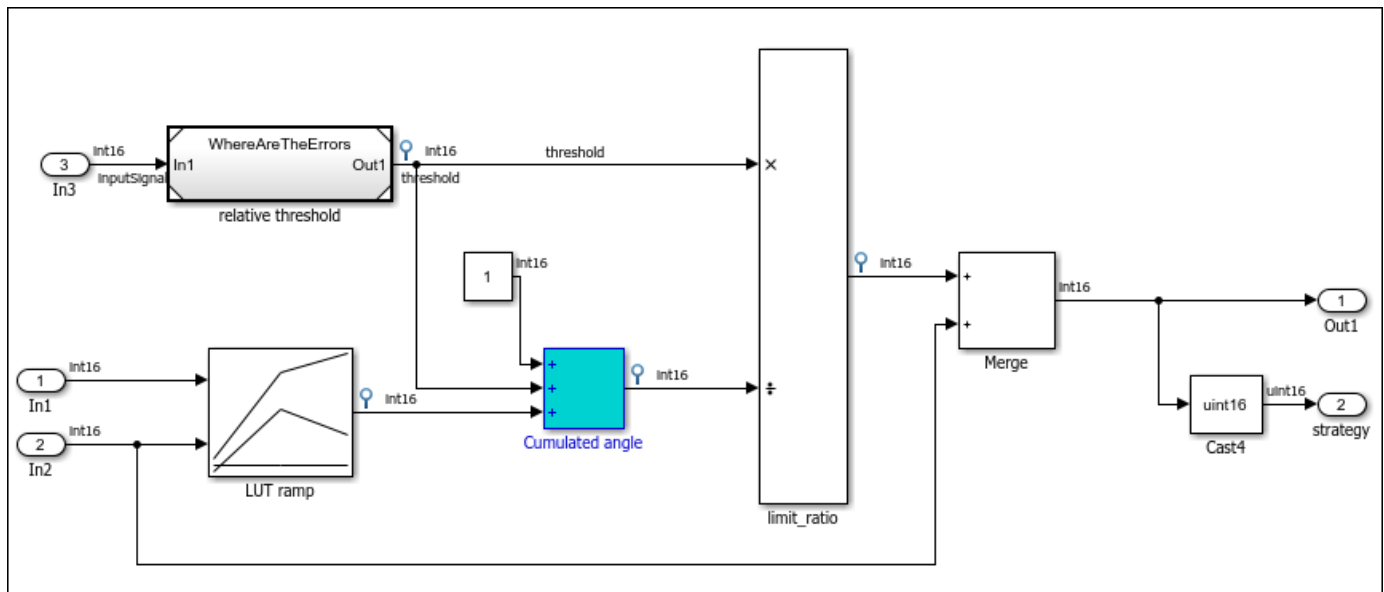 WhereAreTheErrors
int16
3
In1
Out1
int16
threshold
In3
InputSignal
threshold
relative threshold
×
1
int16
int16
+
+
int16
1
int16
1
In1
int16
+
+
+
int16
÷
Merge
Out1
int16
2
In2
uint16
uint16
2
Cumulated angle
Cast4
strategy
LUT ramp
limit_ratio